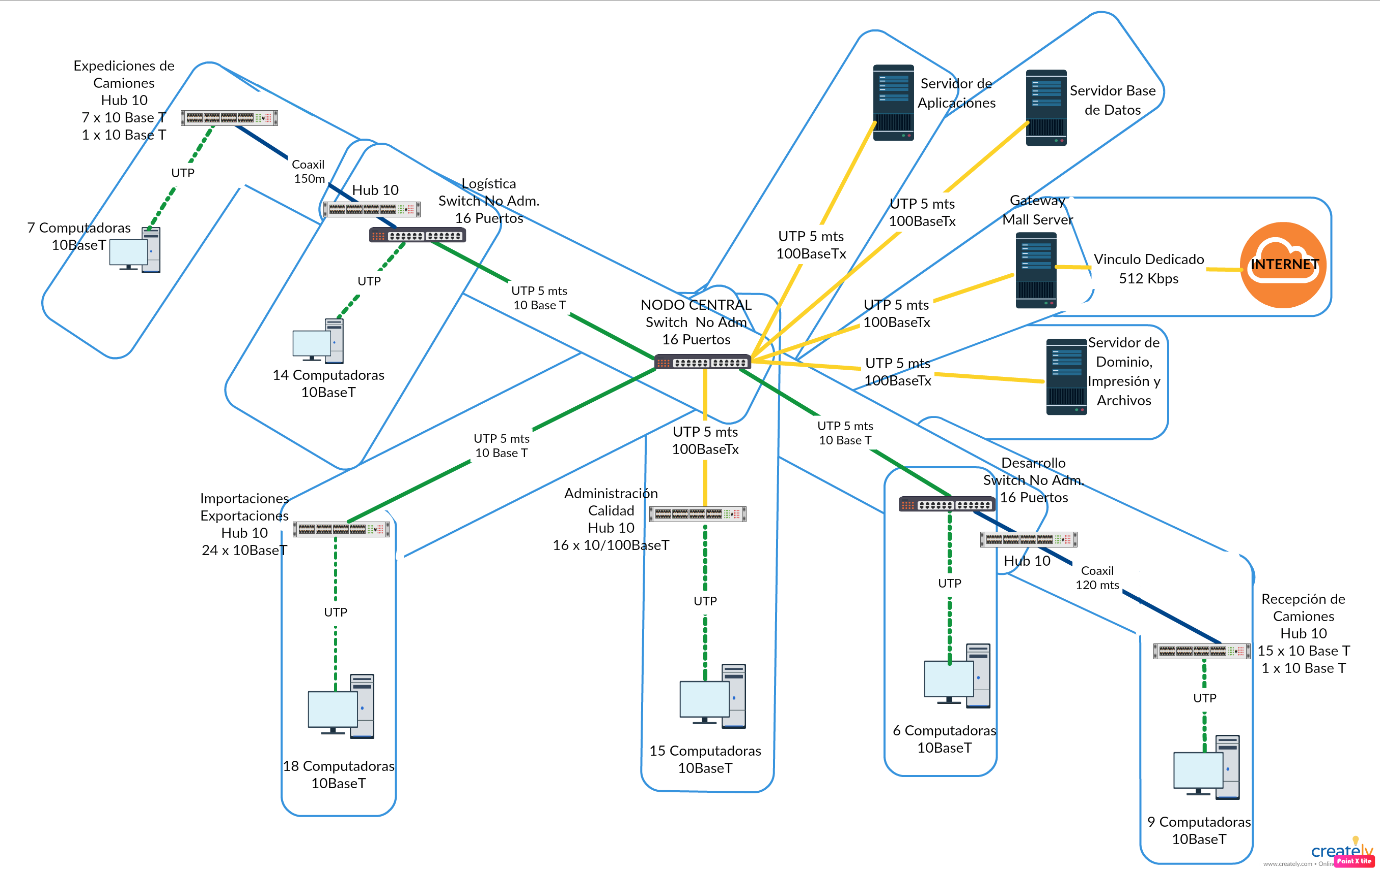 Expediciones de
Camiones
Hub 10
7 x 10 Base T
1 x 10 Base T
UTP
Coaxil
150m
Hub 10
Logística
Switch No Adm.
16 Puertos
7 Computadoras
10BaseT
UTP
14 Computadoras
10BaseT
UTP 5 mts
10 Base T
NODO CENTRAL
Switch No Adm
16 Puertos
Servidor de
Aplicaciones
Servidor Base
de Datos
UTP 5 mts
100BaseTx
UTP 5 mts
100BaseTx
Gateway
Mall Server
Vinculo Dedicado
512 Kbps
INTERNET
UTP 5 mts
100BaseTx
UTP 5 mts
100BaseTx
Servidor de
Dominio,
Impresión y
Archivos
UTP 5 mts
10 Base T
UTP 5 mts
100BaseTx
UTP 5 mts
10 Base T
Importaciones
Exportaciones
Hub 10
24 x 10BaseT
UTP
18 Computadoras
10BaseT
Administración
Calidad
Hub 10
16 x 10/100BaseT
UTP
15 Computadoras
10BaseT
Desarrollo
Switch No Adm.
16 Puertos
Hub 10
UTP
6 Computadoras
10BaseT
Coaxil
120 mts
Recepción de
Camiones
Hub 10
15 x 10 Base T
1 x 10 Base T
UTP
9 Computadoras
10BaseT
creately
www.creately.com • Online
Paint X lite